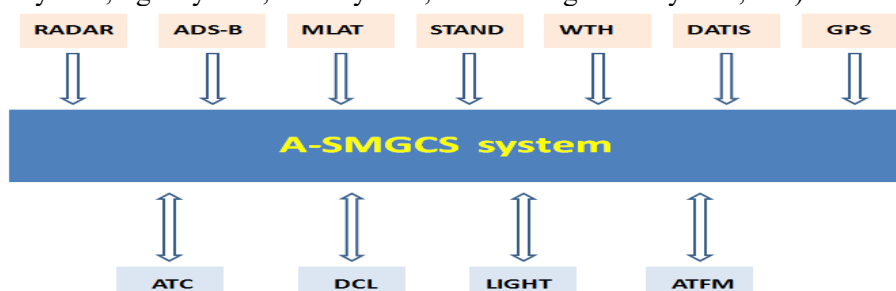 RADAR ADS-B MLAT STAND WTH DATIS GPS
A-SMGCS system
ATC DCL LIGHT ATFM